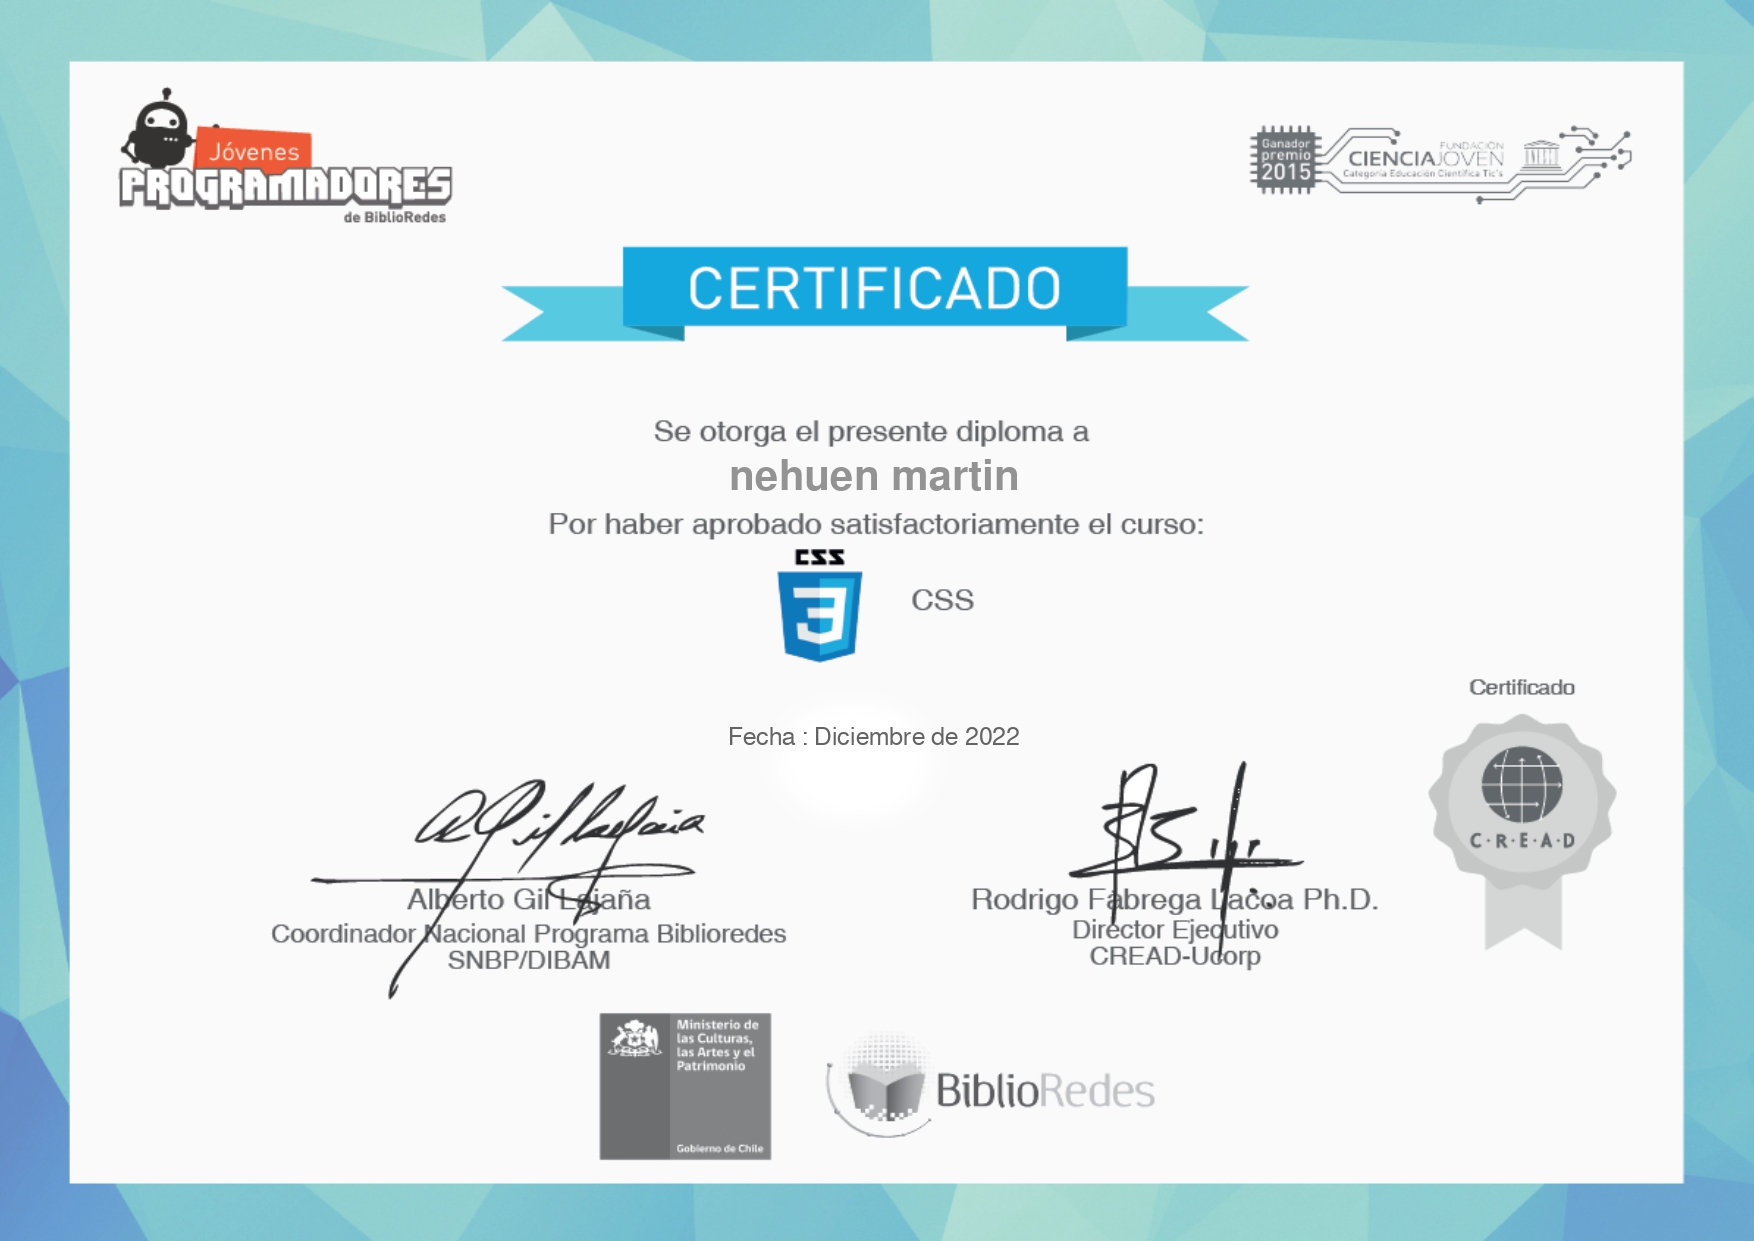 Jóvenes
PROGRAMADORES
de BiblioRedes
Ganador
premio
2015
FUNDACIÓN
CIENCIAJOVEN
Categoría Educación Científica Tic's
UNESCO
CERTIFICADO
Se otorga el presente diploma a
nehuen martin
Por haber aprobado satisfactoriamente el curso:
CSS
3
CSS
Fecha : Diciembre de 2022
Certificado
C·R·E·A·D
Alberto Gil Lajaña
Coordinador Nacional Programa Biblioredes
SNBP/DIBAM
Rodrigo Fábrega Lacoa Ph.D.
Director Ejecutivo
CREAD-Ucorp
Ministerio de
las Culturas,
las Artes y el
Patrimonio
Gobierno de Chile
BiblioRedes